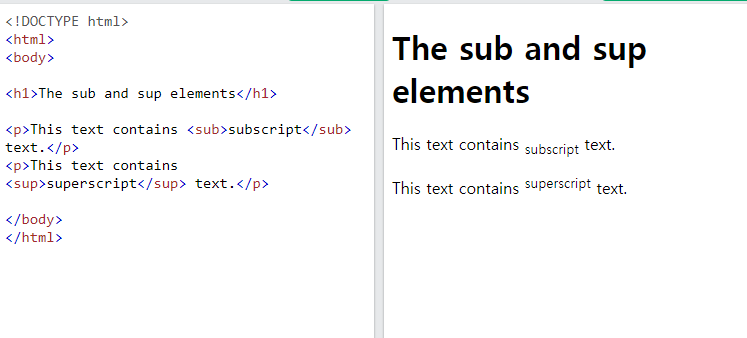 <!DOCTYPE html>
<html>
<body>
<h1>The sub and sup elements</h1>
<p>This text contains <sub>subscript</sub>
text.</p>
<p>This text contains
<sup>superscript</sup> text.</p>
</body>
</html>
The sub and sup
elements
This text contains subscript text.
This text contains superscript text.